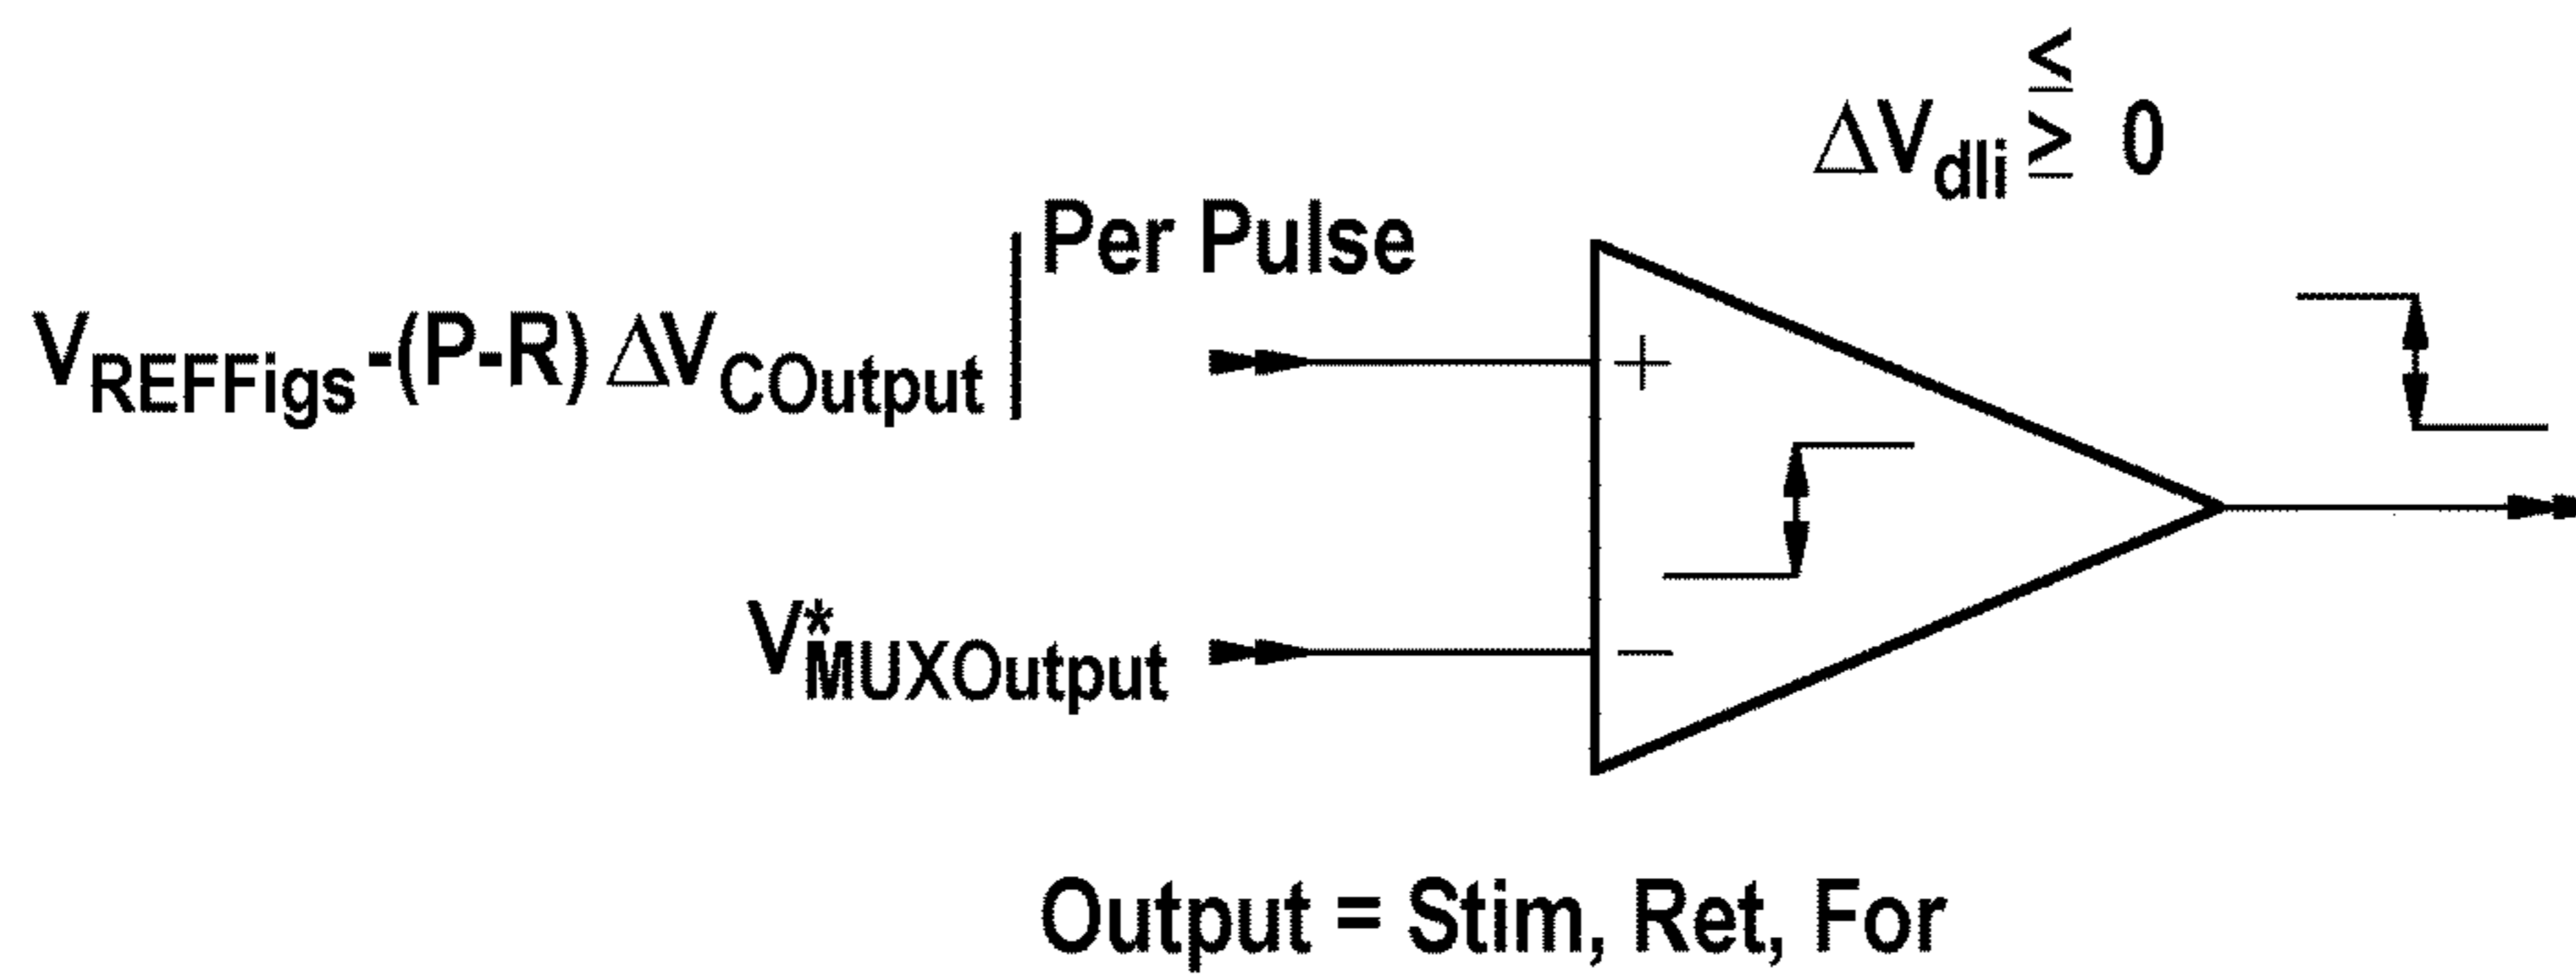 ΔV_dli ≤≥ 0
V_REFFigs -(P-R) ΔV_COutput | Per Pulse
+
V*_MUXOutput
−
Output = Stim, Ret, For